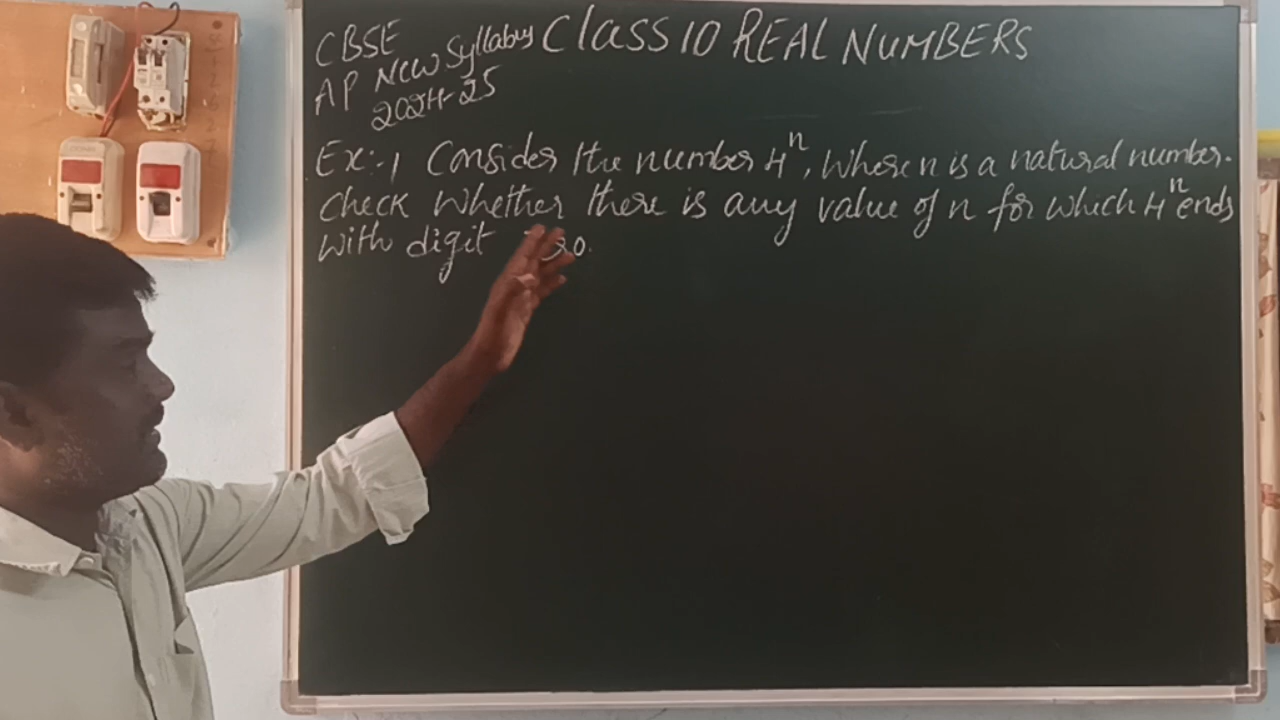 CBSE
AP New Syllabus
2024-25
Class 10 REAL NUMBERS
Ex:-1 Consider the number 4ⁿ, Where n is a natural number.
Check Whether there is any value of n for which 4ⁿ ends
With digit